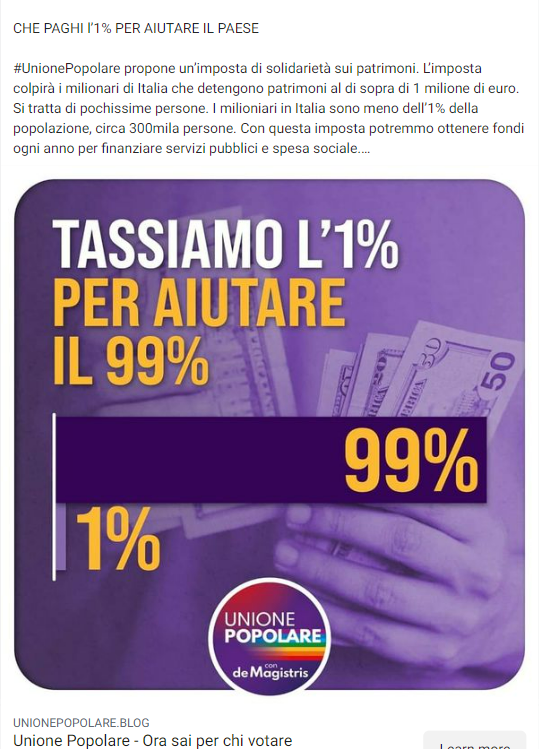 CHE PAGHI l'1% PER AIUTARE IL PAESE
#UnionePopolare propone un'imposta di solidarietà sui patrimoni. L'imposta
colpirà i milionari di Italia che detengono patrimoni al di sopra di 1 milione di euro.
Si tratta di pochissime persone. I milioniari in Italia sono meno dell'1% della
popolazione, circa 300mila persone. Con questa imposta potremmo ottenere fondi
ogni anno per finanziare servizi pubblici e spesa sociale....
TASSIAMO L'1%
PER AIUTARE
IL 99%
50
99%
1%
UNIONE
POPOLARE
con
de Magistris
UNIONEPOPOLARE.BLOG
Unione Popolare - Ora sai per chi votare
Learn more